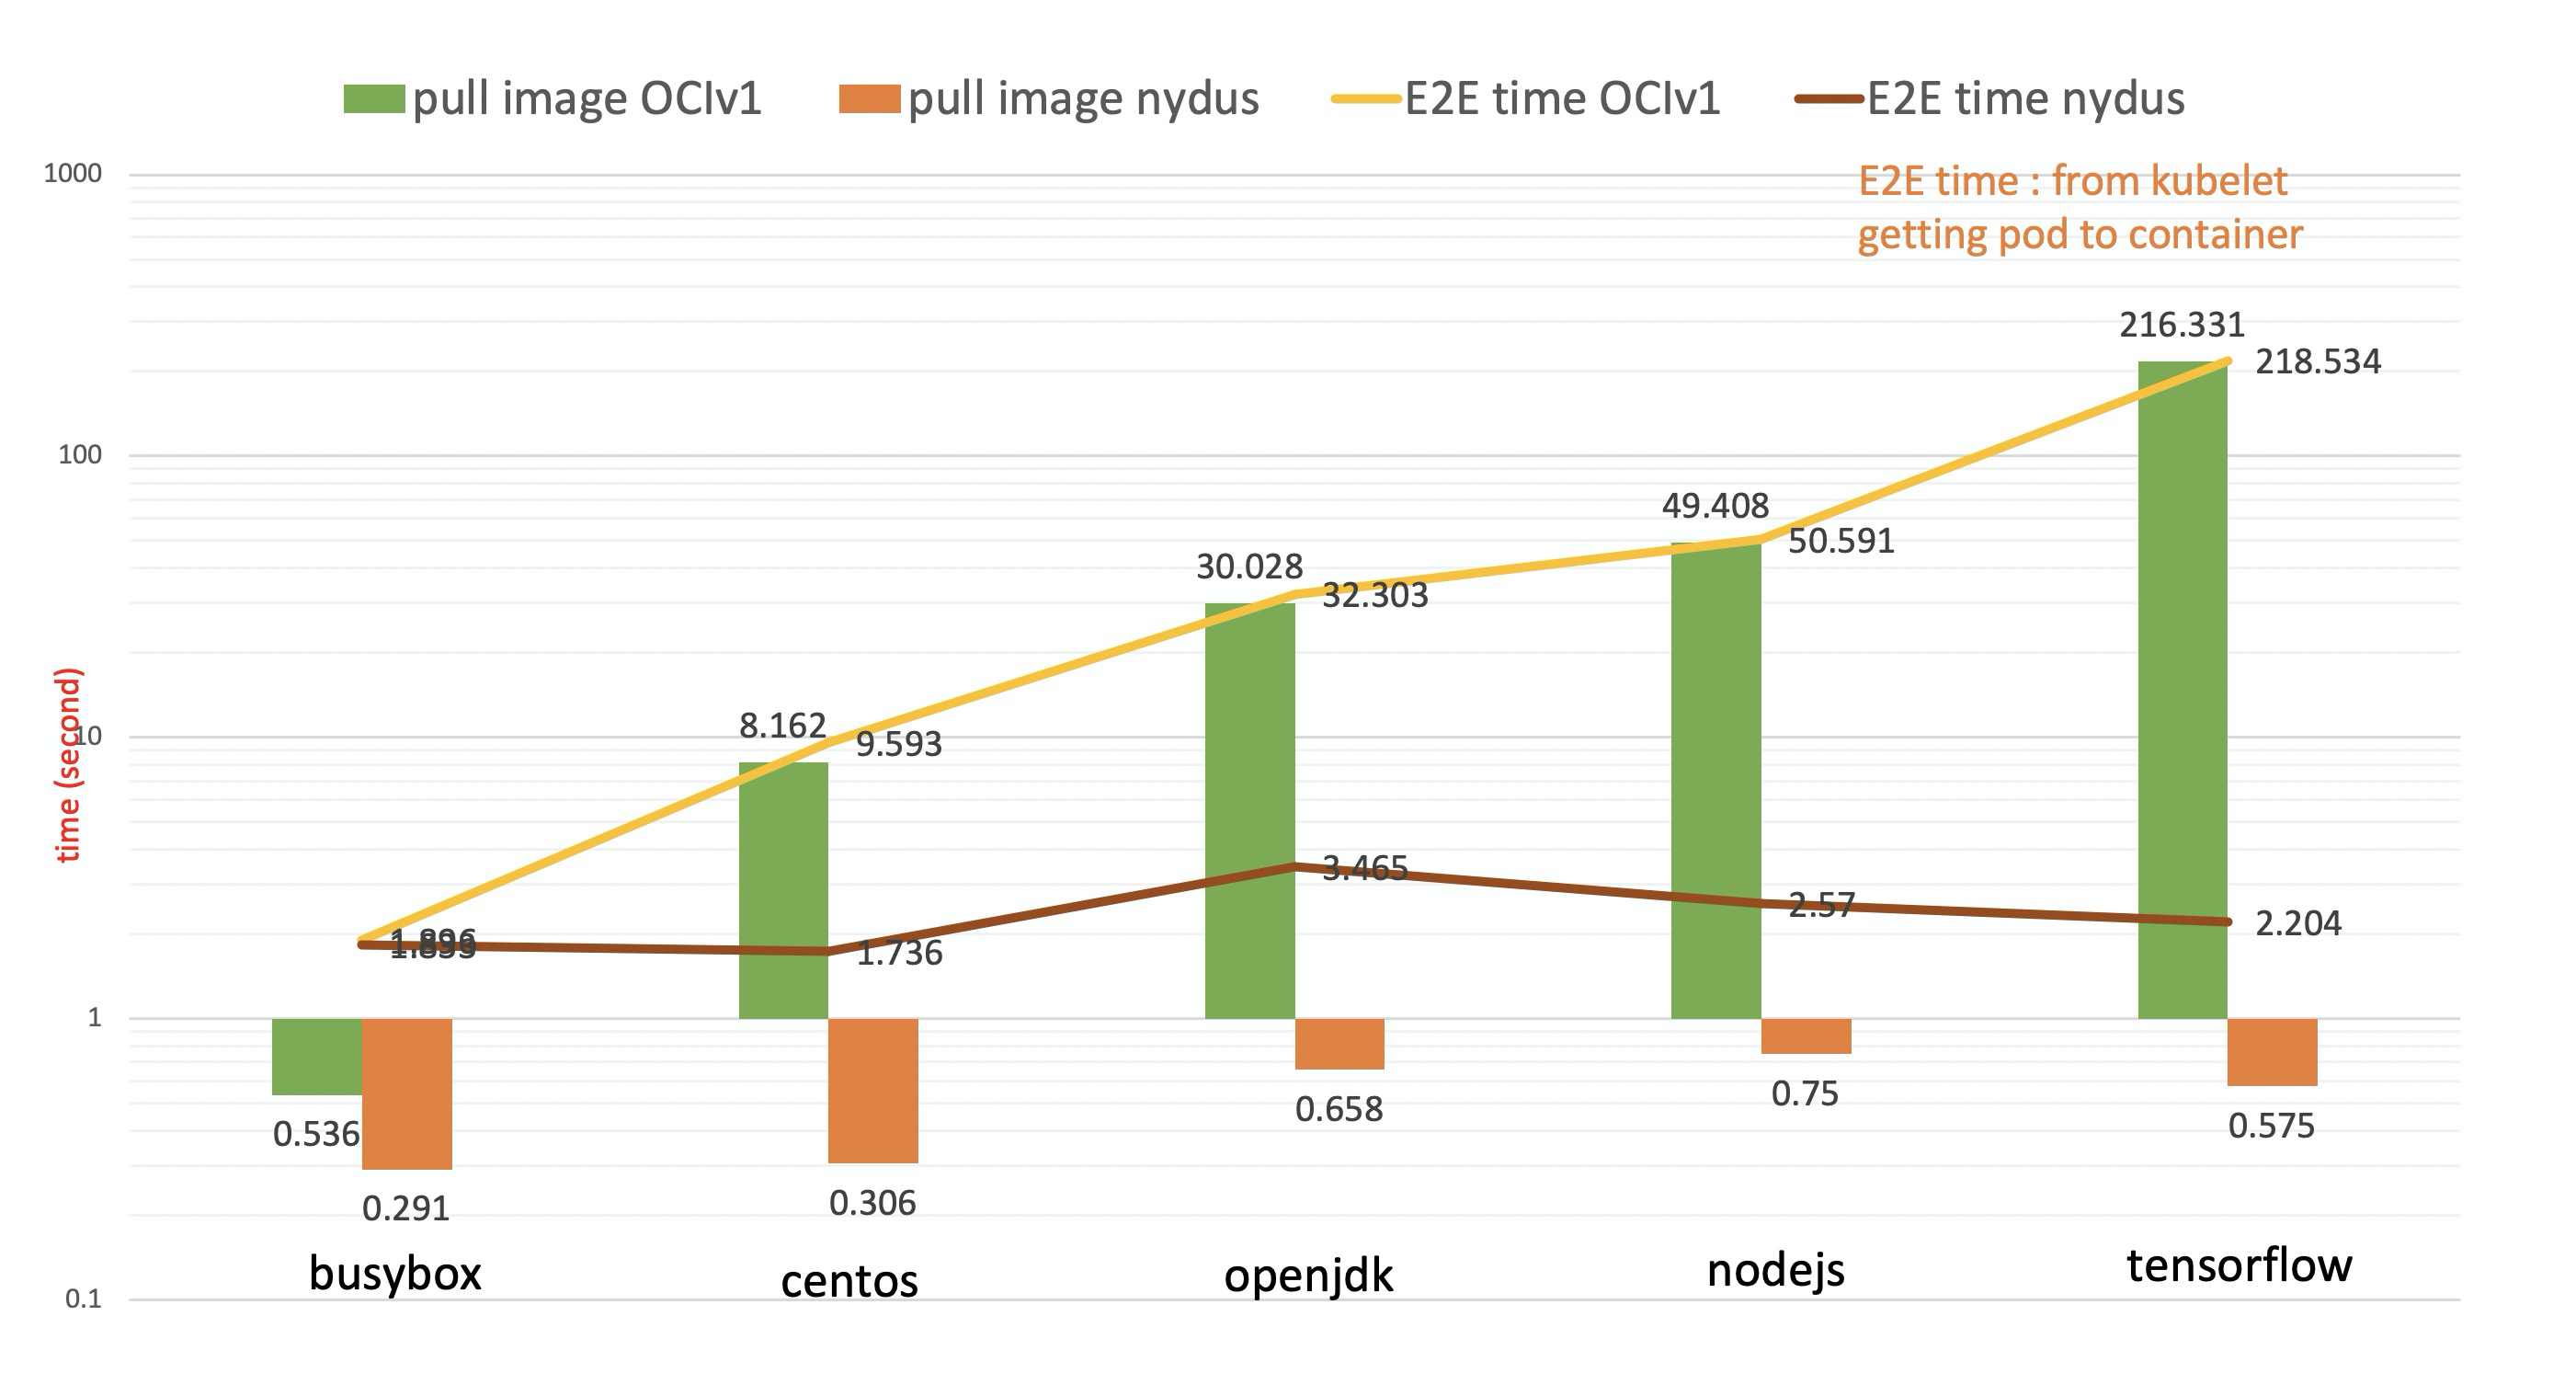 pull image OCIv1
pull image nydus
E2E time OCIv1
E2E time nydus
E2E time : from kubelet
getting pod to container
1000
100
10
1
0.1
time (second)
216.331
218.534
49.408
50.591
30.028
32.303
8.162
9.593
3.465
2.57
2.204
1.896
1.736
0.536
0.291
0.306
0.658
0.75
0.575
busybox
centos
openjdk
nodejs
tensorflow